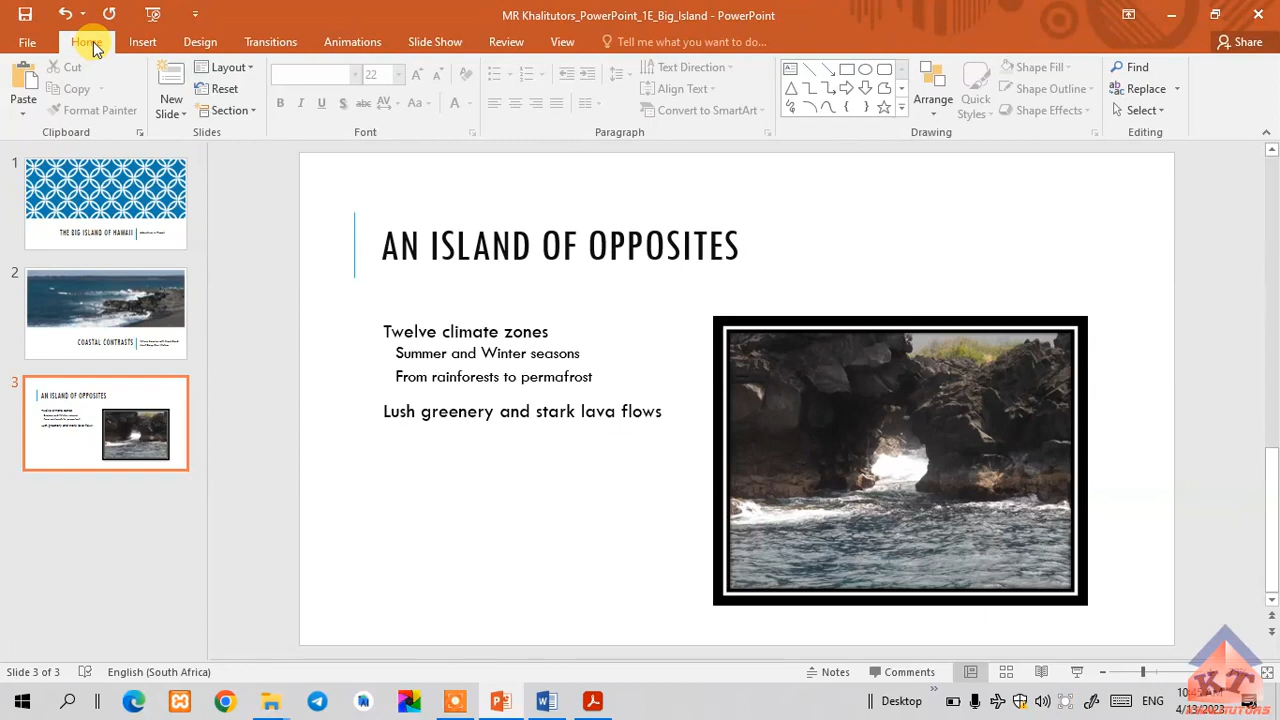 MR Khalitutors_PowerPoint_1E_Big_Island - PowerPoint
File Home Insert Design Transitions Animations Slide Show Review View Tell me what you want to do... Share
Paste Cut Copy Format Painter Clipboard
New Slide Layout Reset Section Slides
22
B I U S abc AV Aa A Font
Text Direction Align Text Convert to SmartArt Paragraph
Arrange Quick Styles Shape Fill Shape Outline Shape Effects Drawing
Find Replace Select Editing
1
THE BIG ISLAND OF HAWAII
2
COASTAL CONTRASTS
3
AN ISLAND OF OPPOSITES
AN ISLAND OF OPPOSITES
Twelve climate zones
Summer and Winter seasons
From rainforests to permafrost
Lush greenery and stark lava flows
Slide 3 of 3 English (South Africa) Notes Comments
Desktop ENG
4/13/2023